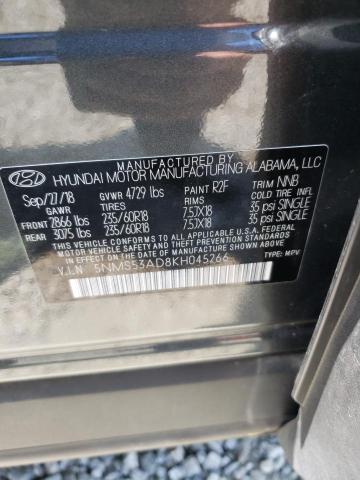 MANUFACTURED BY
HYUNDAI MOTOR MANUFACTURING ALABAMA, LLC
Sep/27/18 GVWR 4729 lbs PAINT R2F TRIM NNB
GAWR TIRES RIMS COLD TIRE INFL
FRONT 2866 lbs 235/60R18 7.5JX18 35 psi SINGLE
REAR 3075 lbs 235/60R18 7.5JX18 35 psi SINGLE
THIS VEHICLE CONFORMS TO ALL APPLICABLE U.S.A. FEDERAL
MOTOR VEHICLE SAFETY, BUMPER, AND THEFT PREVENTION
STANDARDS IN EFFECT ON THE DATE OF MANUFACTURE SHOWN ABOVE.
V.I.N 5NMS53AD8KH045266 TYPE: MPV